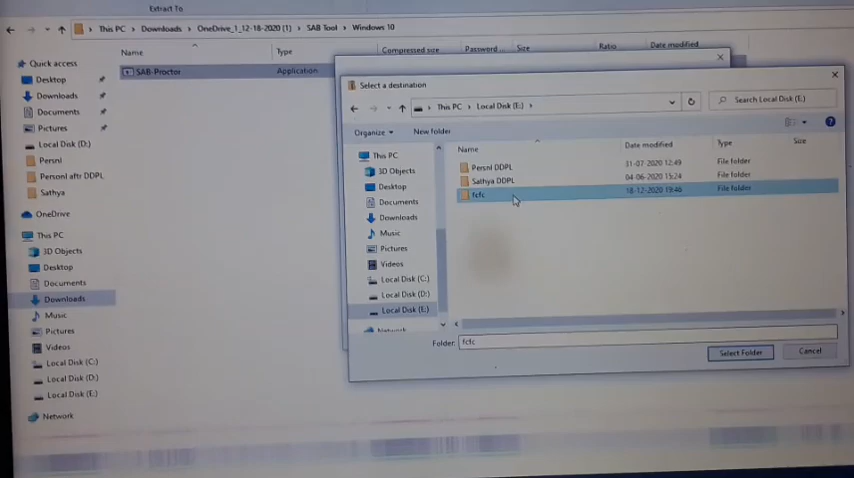 Extract To
This PC > Downloads > OneDrive_1_12-18-2020 (1) > SAB Tool > Windows 10
Name Type Compressed size Password ... Size Ratio Date modified
SAB-Proctor Application
Quick access
Desktop
Downloads
Documents
Pictures
Local Disk (D:)
Persnl
Personl aftr DDPL
Sathya
OneDrive
This PC
3D Objects
Desktop
Documents
Downloads
Music
Pictures
Videos
Local Disk (C:)
Local Disk (D:)
Local Disk (E:)
Network
Select a destination
This PC > Local Disk (E:) >
Search Local Disk (E:)
Organize New folder
This PC
3D Objects
Desktop
Documents
Downloads
Music
Pictures
Videos
Local Disk (C:)
Local Disk (D:)
Local Disk (E:)
Network
Name Date modified Type Size
Persnl DDPL 31-07-2020 12:49 File folder
Sathya DDPL 04-06-2020 15:24 File folder
fcfc 18-12-2020 19:46 File folder
Folder: fcfc
Select Folder Cancel